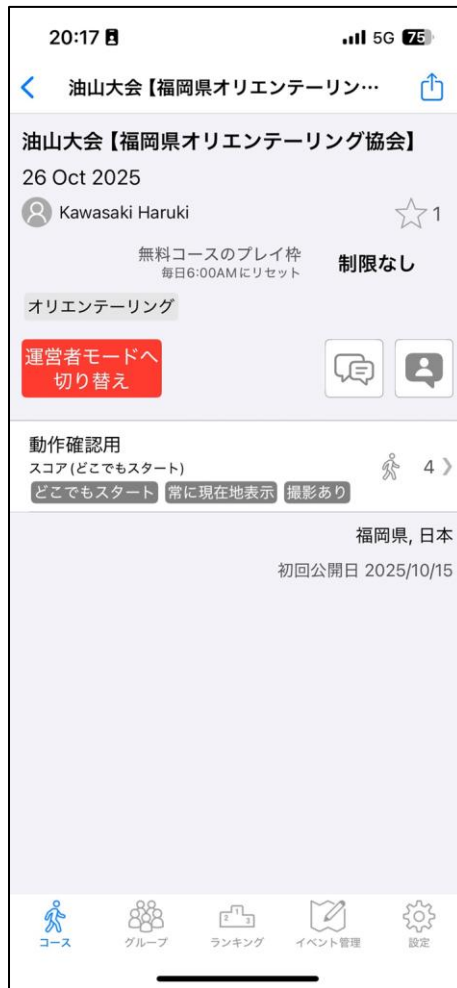 20:17
5G 75
油山大会【福岡県オリエンテーリン…
油山大会【福岡県オリエンテーリング協会】
26 Oct 2025
Kawasaki Haruki
1
無料コースのプレイ枠
毎日6:00AMにリセット
制限なし
オリエンテーリング
運営者モードへ
切り替え
動作確認用
スコア(どこでもスタート)
4
どこでもスタート 常に現在地表示 撮影あり
福岡県, 日本
初回公開日 2025/10/15
2 1 3
コース グループ ランキング イベント管理 設定